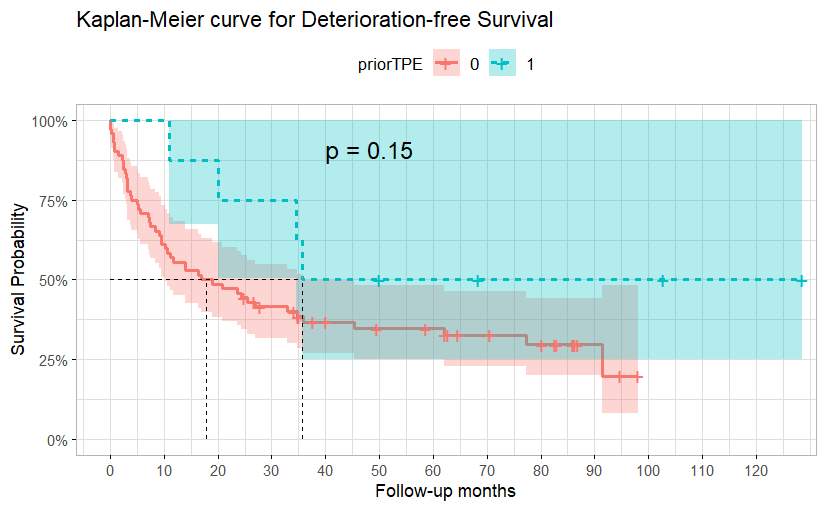 Kaplan-Meier curve for Deterioration-free Survival
priorTPE 0 1
Survival Probability
100%
75%
50%
25%
0%
p = 0.15
0 10 20 30 40 50 60 70 80 90 100 110 120
Follow-up months